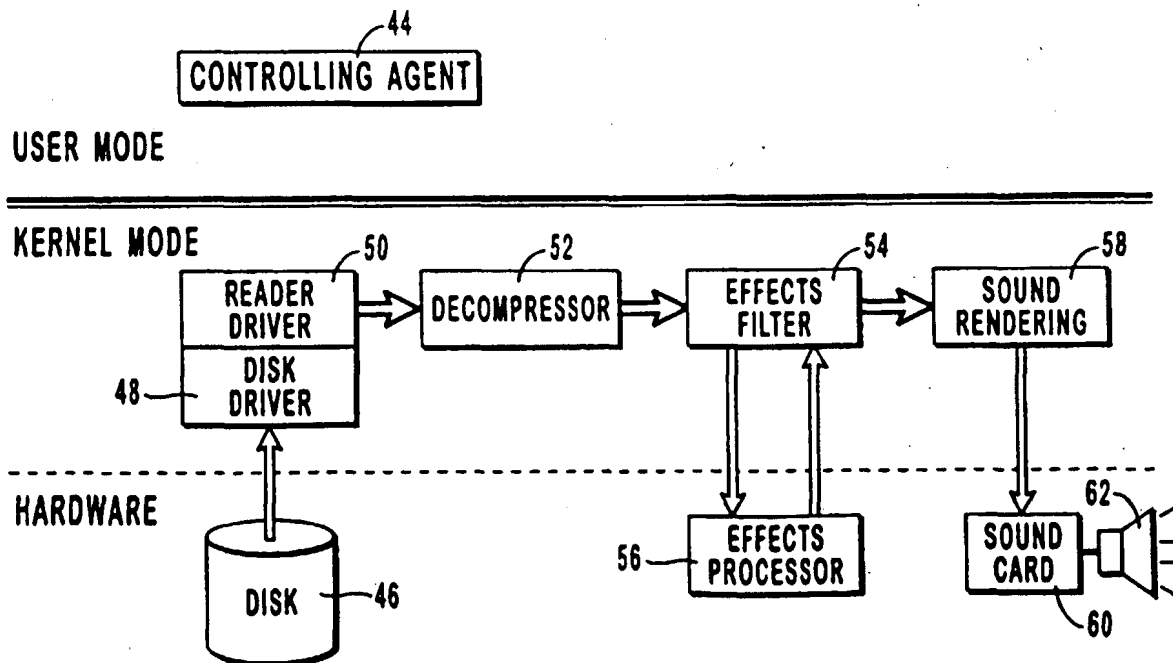 44
CONTROLLING AGENT
USER MODE
KERNEL MODE
50
52
54
58
READER
DRIVER
DECOMPRESSOR
EFFECTS
FILTER
SOUND
RENDERING
48
DISK
DRIVER
HARDWARE
62
56
EFFECTS
PROCESSOR
SOUND
CARD
DISK
46
60